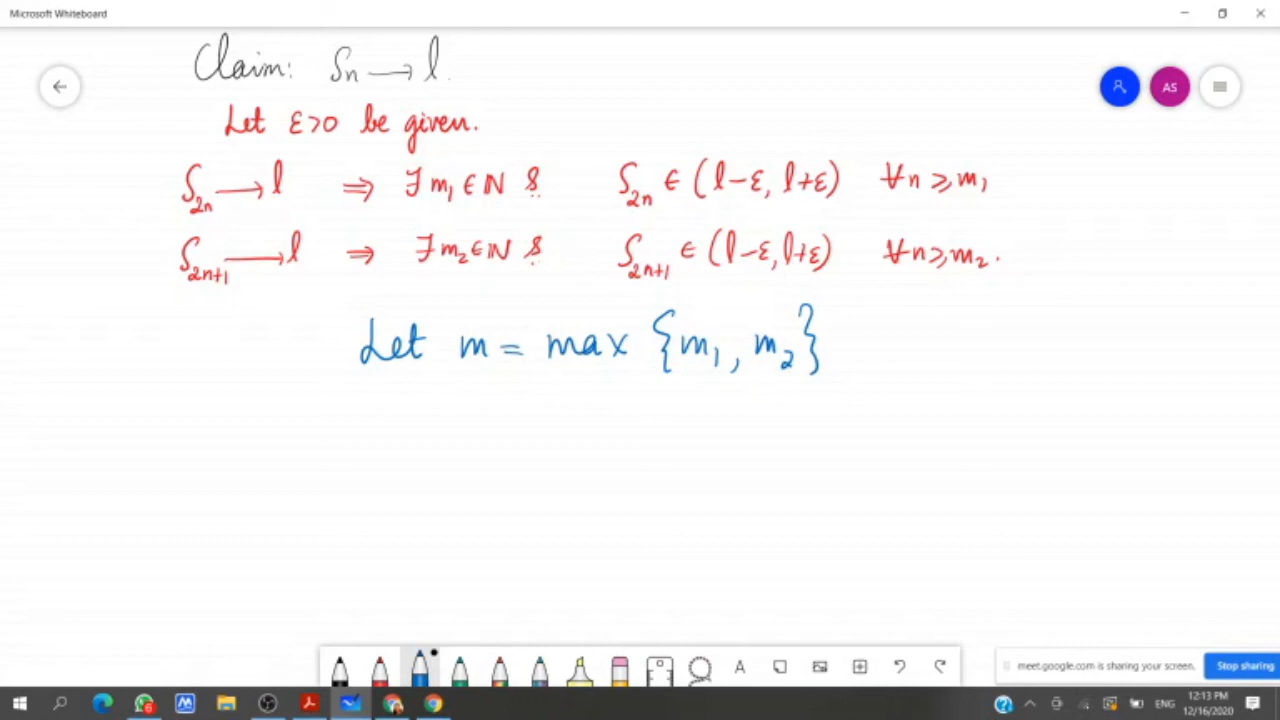 Microsoft Whiteboard
Claim: Sn → l.
Let ε>0 be given.
S₂ₙ → l ⇒ ∃ m₁ ∈ ℕ S₂ₙ ∈ (l-ε, l+ε) ∀ n ≥ m₁
S₂ₙ₊₁ → l ⇒ ∃ m₂ ∈ ℕ S₂ₙ₊₁ ∈ (l-ε, l+ε) ∀ n ≥ m₂.
Let m = max {m₁, m₂}
AS
A
meet.google.com is sharing your screen. Stop sharing
ENG 12:13 PM
12/16/2020